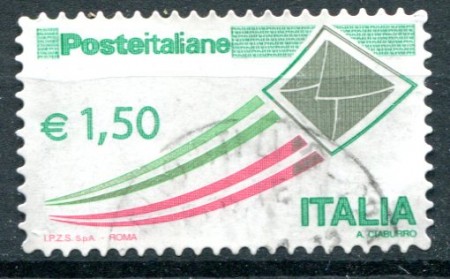 Posteitaliane
€ 1,50
ITALIA
A. CIABURRO
I.P.Z.S. S.p.A. - ROMA